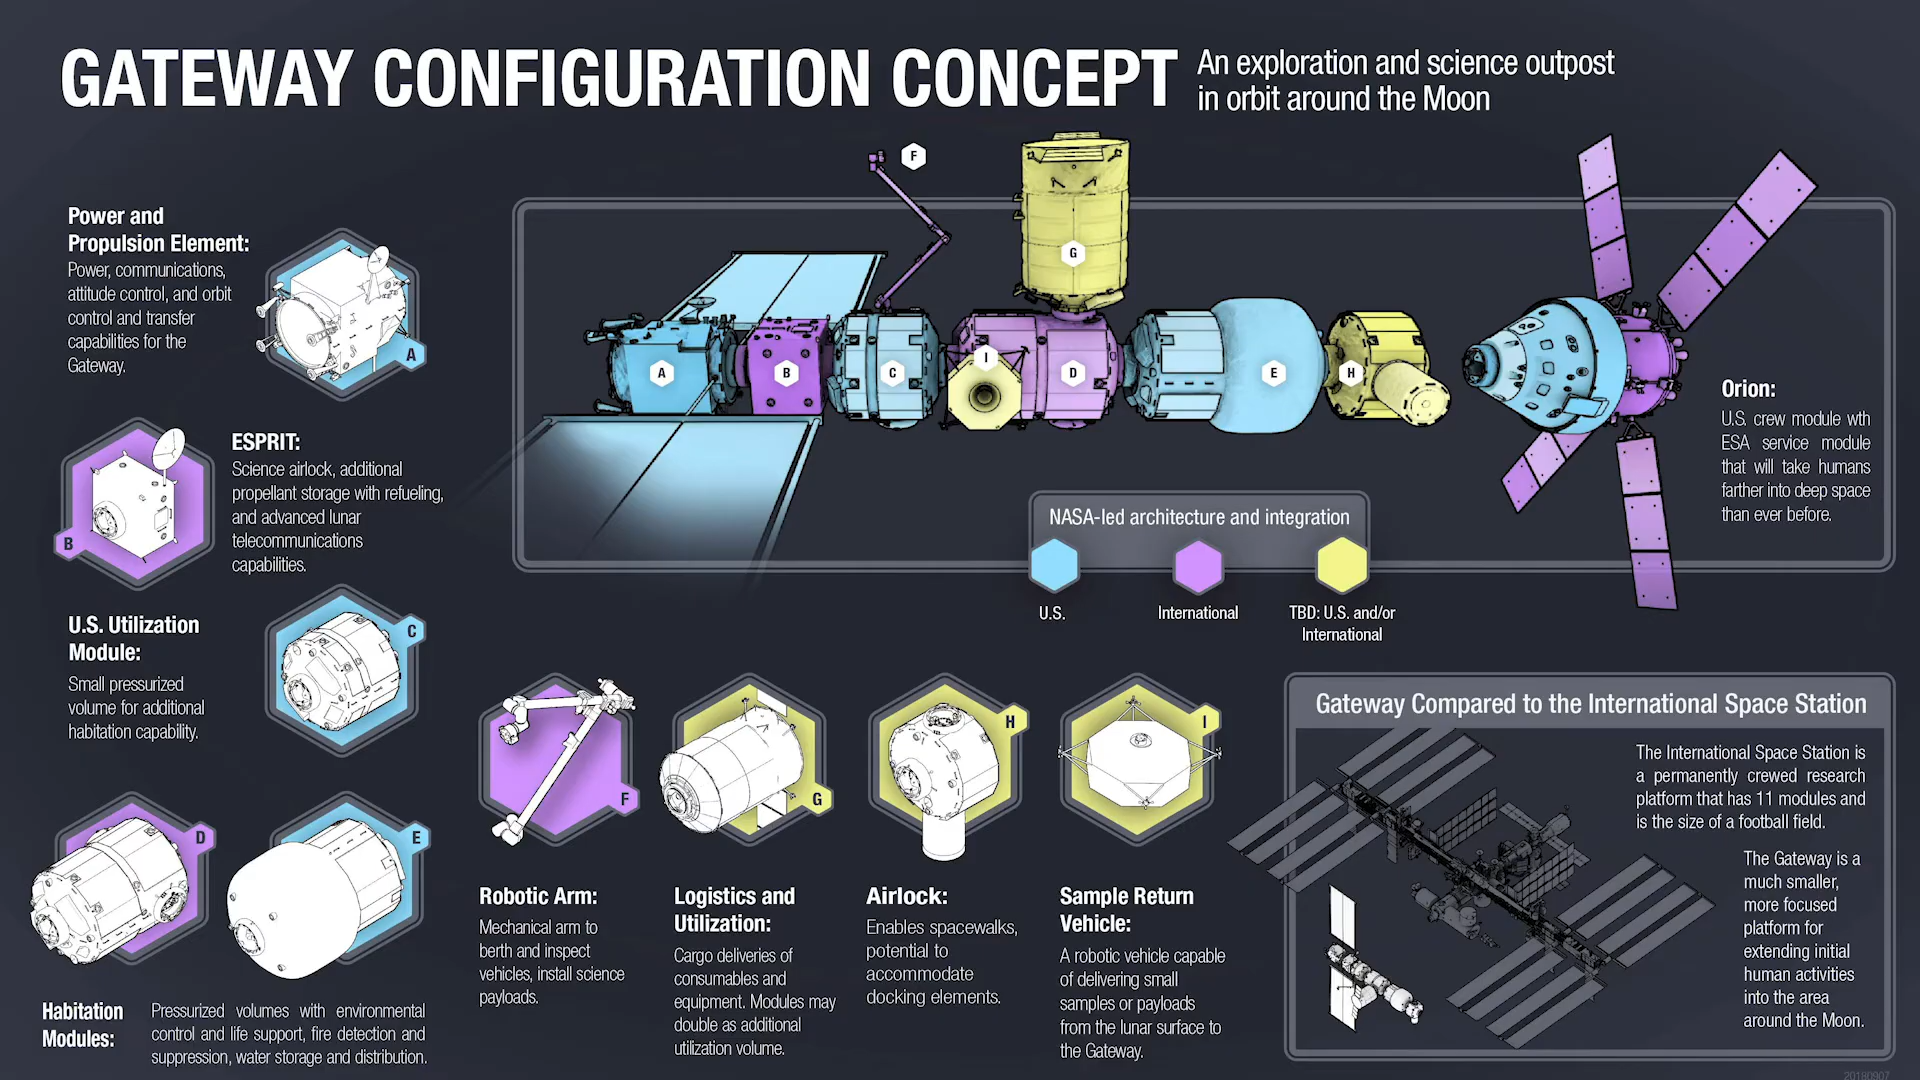 GATEWAY CONFIGURATION CONCEPT
An exploration and science outpost
in orbit around the Moon
Power and
Propulsion Element:
Power, communications,
attitude control, and orbit
control and transfer
capabilities for the
Gateway.
A
B
ESPRIT:
Science airlock, additional
propellant storage with refueling,
and advanced lunar
telecommunications
capabilities.
U.S. Utilization
Module:
Small pressurized
volume for additional
habitation capability.
C
D
E
Habitation
Modules:
Pressurized volumes with environmental
control and life support, fire detection and
suppression, water storage and distribution.
F
G
A
B
C
I
D
E
H
Orion:
U.S. crew module wth
ESA service module
that will take humans
farther into deep space
than ever before.
NASA-led architecture and integration
U.S.
International
TBD: U.S. and/or
International
F
Robotic Arm:
Mechanical arm to
berth and inspect
vehicles, install science
payloads.
G
Logistics and
Utilization:
Cargo deliveries of
consumables and
equipment. Modules may
double as additional
utilization volume.
H
Airlock:
Enables spacewalks,
potential to
accommodate
docking elements.
I
Sample Return
Vehicle:
A robotic vehicle capable
of delivering small
samples or payloads
from the lunar surface to
the Gateway.
Gateway Compared to the International Space Station
The International Space Station is
a permanently crewed research
platform that has 11 modules and
is the size of a football field.
The Gateway is a
much smaller,
more focused
platform for
extending initial
human activities
into the area
around the Moon.
20180907